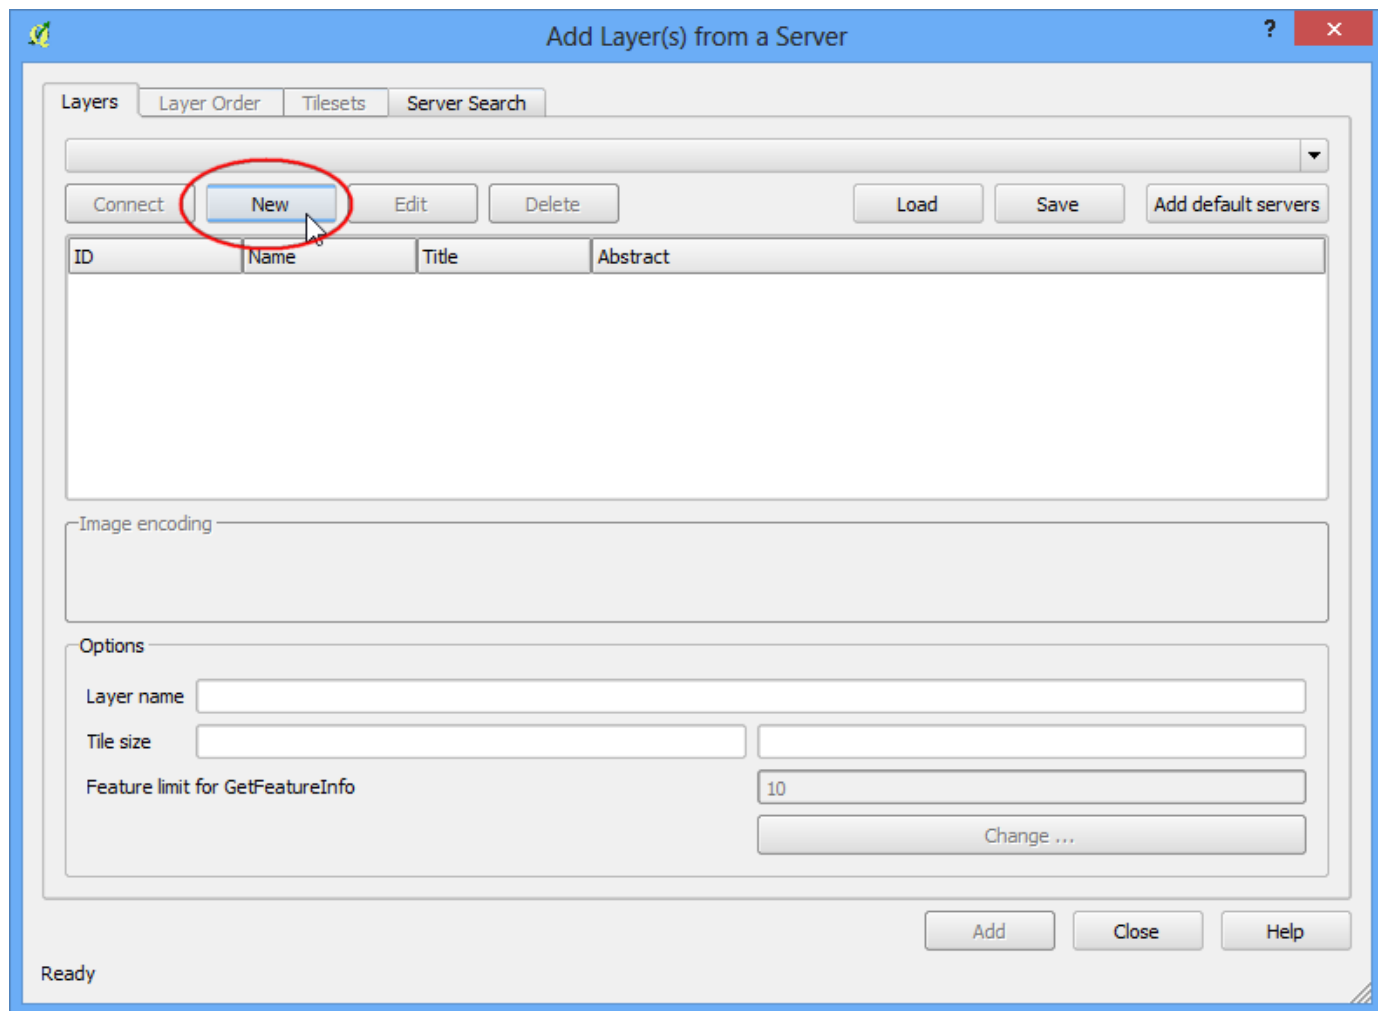 Add Layer(s) from a Server ?
Layers Layer Order Tilesets Server Search
Connect New Edit Delete Load Save Add default servers
ID Name Title Abstract
Image encoding
Options
Layer name
Tile size
Feature limit for GetFeatureInfo 10
Change ...
Add Close Help
Ready